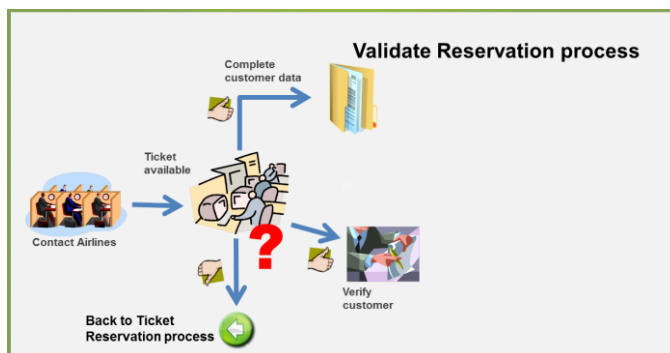 Validate Reservation process
Complete
customer data
Ticket
available
?
Contact Airlines
Verify
customer
Back to Ticket
Reservation process